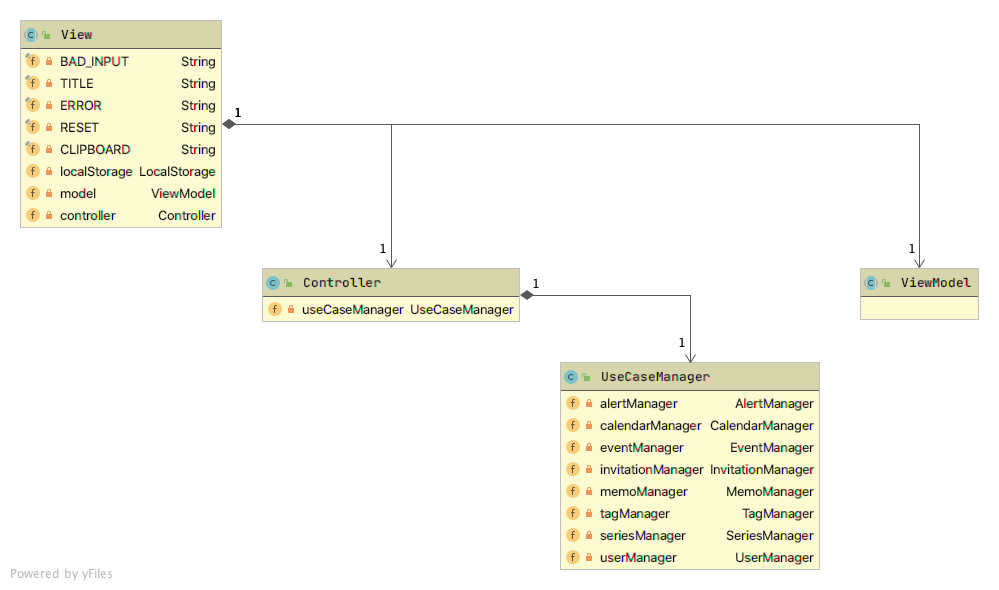 View
BAD_INPUT String
TITLE String
ERROR String
RESET String
CLIPBOARD String
localStorage LocalStorage
model ViewModel
controller Controller
1
1
1
Controller
useCaseManager UseCaseManager
1
ViewModel
1
UseCaseManager
alertManager AlertManager
calendarManager CalendarManager
eventManager EventManager
invitationManager InvitationManager
memoManager MemoManager
tagManager TagManager
seriesManager SeriesManager
userManager UserManager
Powered by yFiles